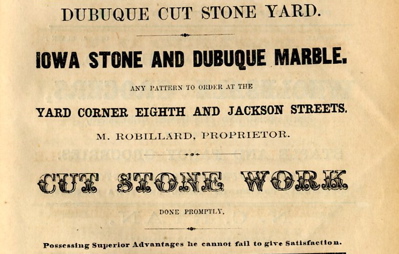 DUBUQUE CUT STONE YARD.
IOWA STONE AND DUBUQUE MARBLE.
ANY PATTERN TO ORDER AT THE
YARD CORNER EIGHTH AND JACKSON STREETS.
M. ROBILLARD, PROPRIETOR.
CUT STONE WORK
DONE PROMPTLY,
Possessing Superior Advantages he cannot fail to give Satisfaction.